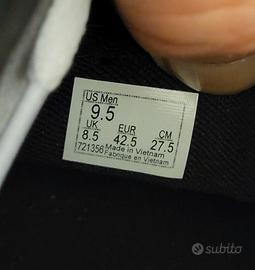 US Men
9.5
UK EUR CM
8.5 42.5 27.5
721356 Made in Vietnam
Fabriqué en Vietnam
subito